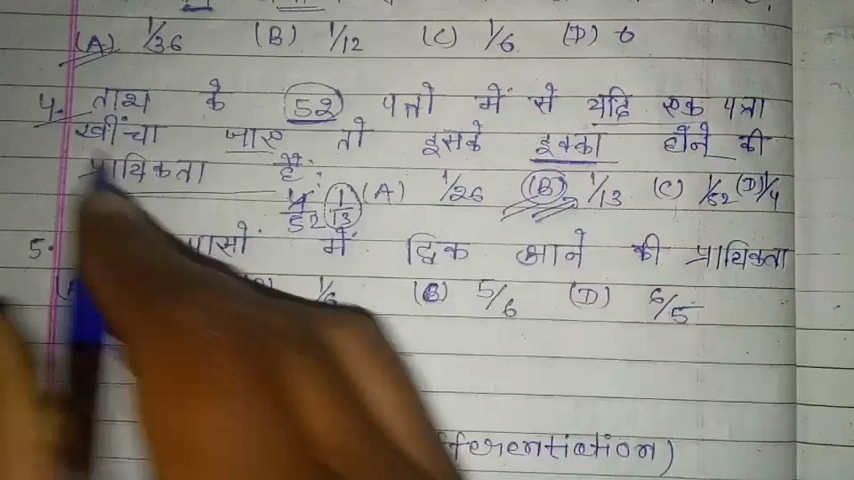 (A) 1/36 (B) 1/12 (C) 1/6 (D) 6
4. ताश के 52 पत्तो में से यदि एक पत्ता
खींचा जाए तो इसके इक्का होने की
प्रायिकता है:
4/52 1/13 (A) 1/26 (B) 1/13 (C) 1/52 (D) 1/4
5. पासों में द्विक आने की प्रायिकता
1/6 (C) 5/6 (D) 6/5
fferentiation)